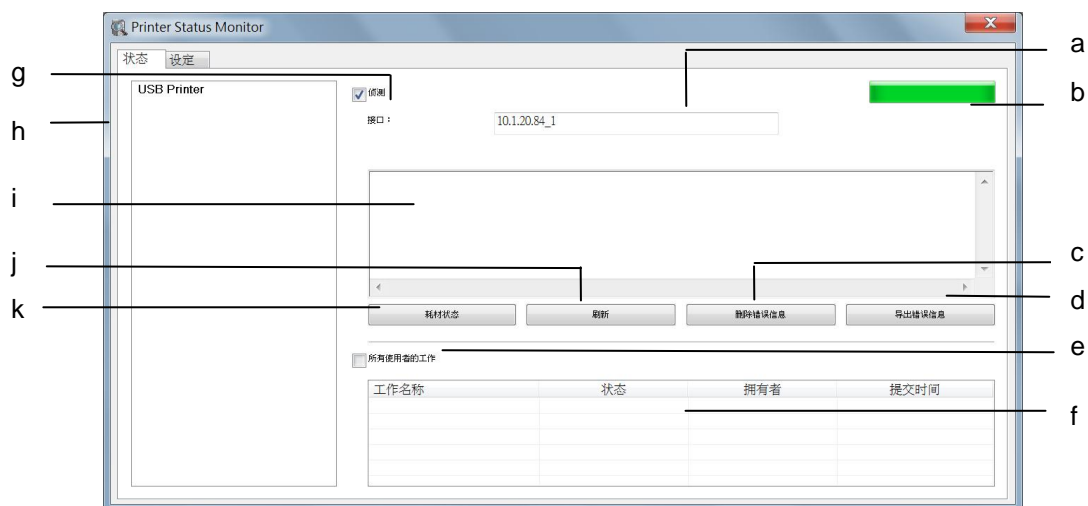 Printer Status Monitor
a
状态 设定
g
USB Printer
侦测
b
h
接口：
10.1.20.84_1
i
j
c
k
耗材状态 刷新 删除错误信息 导出错误信息
d
所有使用者的工作
e
工作名称 状态 拥有者 提交时间
f